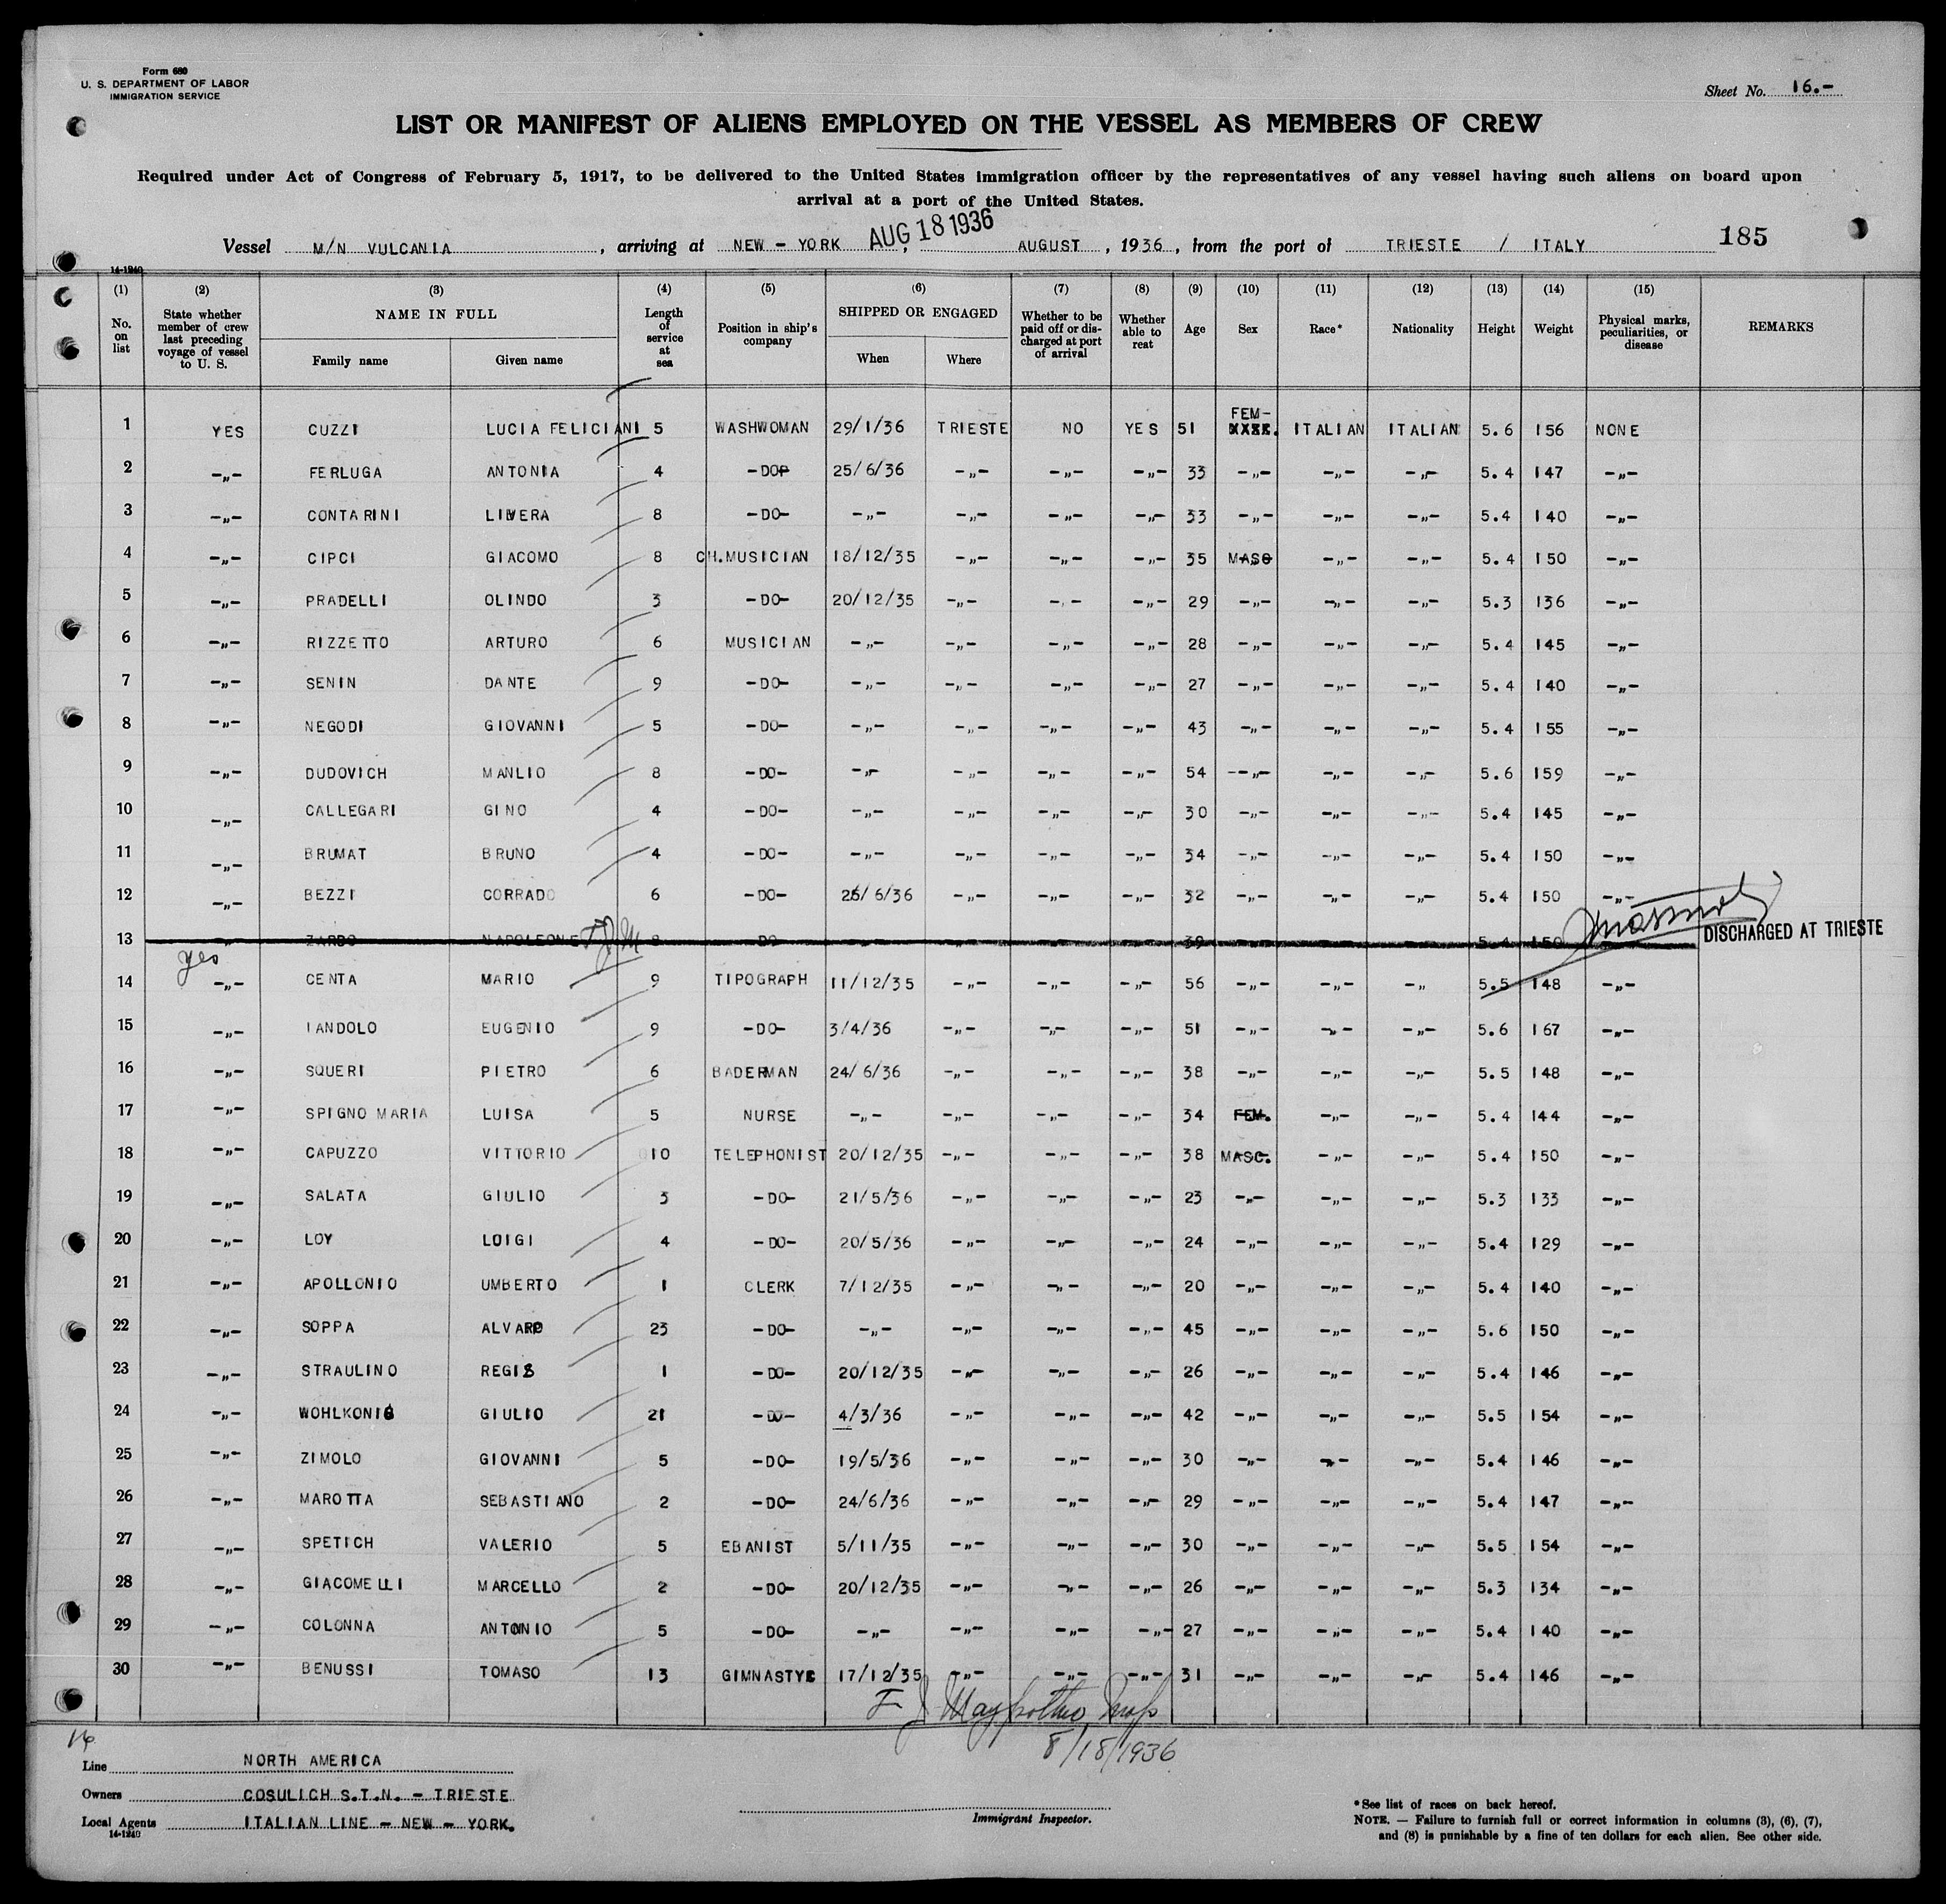 Form 680
U. S. DEPARTMENT OF LABOR
IMMIGRATION SERVICE
Sheet No. 16.-
LIST OR MANIFEST OF ALIENS EMPLOYED ON THE VESSEL AS MEMBERS OF CREW
Required under Act of Congress of February 5, 1917, to be delivered to the United States immigration officer by the representatives of any vessel having such aliens on board upon
arrival at a port of the United States.
Vessel M/N VULCANIA , arriving at NEW – YORK AUG 18 1936 , AUGUST , 1936 , from the port of TRIESTE / ITALY 185
14-1240
(1) (2) (3) (4) (5) (6) (7) (8) (9) (10) (11) (12) (13) (14) (15)
No. on list State whether member of crew last preceding voyage of vessel to U. S. NAME IN FULL Family name Given name Length of service at sea Position in ship's company SHIPPED OR ENGAGED When Where Whether to be paid off or discharged at port of arrival Whether able to reat Age Sex Race* Nationality Height Weight Physical marks, peculiarities, or disease REMARKS
1 YES CUZZI LUCIA FELICIANI 5 WASHWOMAN 29/1/36 TRIESTE NO YES 51 FEM- XXXX. ITALIAN ITALIAN 5.6 156 NONE
2 -„- FERLUGA ANTONIA 4 -DO- 25/6/36 -„- -„- -„- 33 -„- -„- -„- 5.4 147 -„-
3 -„- CONTARINI LIVERA 8 -DO- -„- -„- -„- -„- 33 -„- -„- -„- 5.4 140 -„-
4 -„- CIPCI GIACOMO 8 CH.MUSICIAN 18/12/35 -„- -„- -„- 35 MASC -„- -„- 5.4 150 -„-
5 -„- PRADELLI OLINDO 3 -DO- 20/12/35 -„- -„- -„- 29 -„- -„- -„- 5.3 136 -„-
6 -„- RIZZETTO ARTURO 6 MUSICIAN -„- -„- -„- -„- 28 -„- -„- -„- 5.4 145 -„-
7 -„- SENIN DANTE 9 -DO- -„- -„- -„- -„- 27 -„- -„- -„- 5.4 140 -„-
8 -„- NEGODI GIOVANNI 5 -DO- -„- -„- -„- -„- 43 -„- -„- -„- 5.4 155 -„-
9 -„- DUDOVICH MANLIO 8 -DO- -„- -„- -„- -„- 54 -„- -„- -„- 5.6 159 -„-
10 -„- CALLEGARI GINO 4 -DO- -„- -„- -„- -„- 30 -„- -„- -„- 5.4 145 -„-
11 -„- BRUMAT BRUNO 4 -DO- -„- -„- -„- -„- 34 -„- -„- -„- 5.4 150 -„-
12 -„- BEZZI CORRADO 6 -DO- 25/6/36 -„- -„- -„- 32 -„- -„- -„- 5.4 150 -„-
13 -„- ZARDO NAPOLEONE 8 DO 39 5.4 150 DISCHARGED AT TRIESTE
14 yes -„- CENTA MARIO 9 TIPOGRAPH 11/12/35 -„- -„- -„- 56 -„- -„- -„ 5.5 148 -„-
15 -„- IANDOLO EUGENIO 9 -DO- 3/4/36 -„- -„- -„- 51 -„- -„- -„- 5.6 167 -„-
16 -„- SQUERI PIETRO 6 BADERMAN 24/6/36 -„- -„- -„- 38 -„- -„- -„- 5.5 148 -„-
17 -„- SPIGNO MARIA LUISA 5 NURSE -„- -„- -„- -„- 34 FEM. -„- -„- 5.4 144 -„-
18 -„- CAPUZZO VITTORIO 10 TELEPHONIST 20/12/35 -„- -„- -„- 38 MASC. -„- -„- 5.4 150 -„-
19 -„- SALATA GIULIO 3 -DO- 21/5/36 -„- -„- -„- 23 -„- -„- -„- 5.3 133 -„-
20 -„- LOY LUIGI 4 -DO- 20/5/36 -„- -„- -„- 24 -„- -„- -„- 5.4 129 -„-
21 -„- APOLLONIO UMBERTO 1 CLERK 7/12/35 -„- -„- -„- 20 -„- -„- -„- 5.4 140 -„-
22 -„- SOPPA ALVARO 23 -DO- -„- -„- -„- -„- 45 -„- -„- -„- 5.6 150 -„-
23 -„- STRAULINO REGIS 1 -DO- 20/12/35 -„- -„- -„- 26 -„- -„- -„- 5.4 146 -„-
24 -„- WOHLKONIG GIULIO 21 -DO- 4/3/36 -„- -„- -„- 42 -„- -„- -„- 5.5 154 -„-
25 -„- ZIMOLO GIOVANNI 5 -DO- 19/5/36 -„- -„- -„- 30 -„- -„- -„- 5.4 146 -„-
26 -„- MAROTTA SEBASTIANO 2 -DO- 24/6/36 -„- -„- -„- 29 -„- -„- -„- 5.4 147 -„-
27 -„- SPETICH VALERIO 5 EBANIST 5/11/35 -„- -„- -„- 30 -„- -„- -„- 5.5 154 -„-
28 -„- GIACOMELLI MARCELLO 2 -DO- 20/12/35 -„- -„- -„- 26 -„- -„- -„- 5.3 134 -„-
29 -„- COLONNA ANTONIO 5 -DO- -„- -„- -„- -„- 27 -„- -„- -„- 5.4 140 -„-
30 -„- BENUSSI TOMASO 13 GIMNASTYC 17/12/35 -„- -„- -„- 31 -„- -„- -„- 5.4 146 -„-
8/18/1936
16
Line NORTH AMERICA
Owners COSULICH S.T.N. – TRIESTE
Local Agents ITALIAN LINE – NEW – YORK.
14-1240
Immigrant Inspector.
*See list of races on back hereof.
NOTE. — Failure to furnish full or correct information in columns (3), (6), (7),
and (8) is punishable by a fine of ten dollars for each alien. See other side.